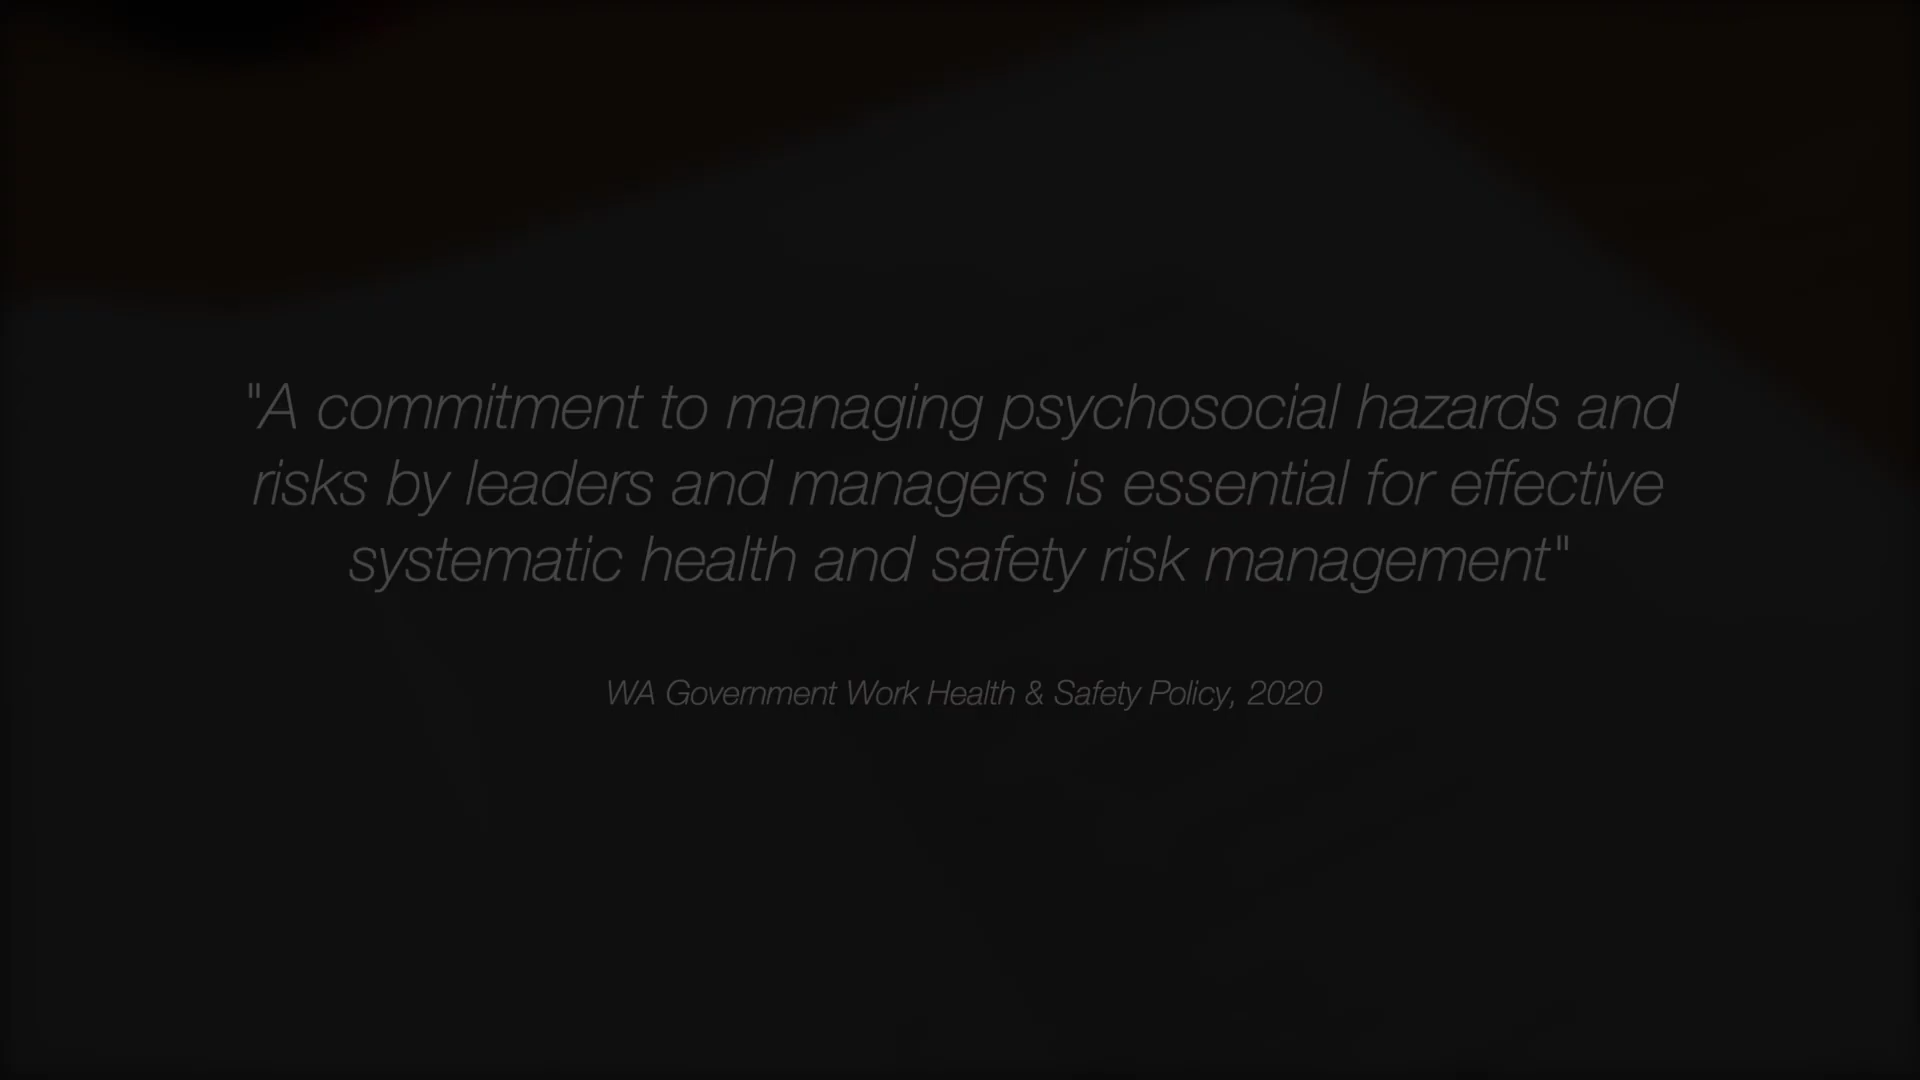 "A commitment to managing psychosocial hazards and
risks by leaders and managers is essential for effective
systematic health and safety risk management"
WA Government Work Health & Safety Policy, 2020